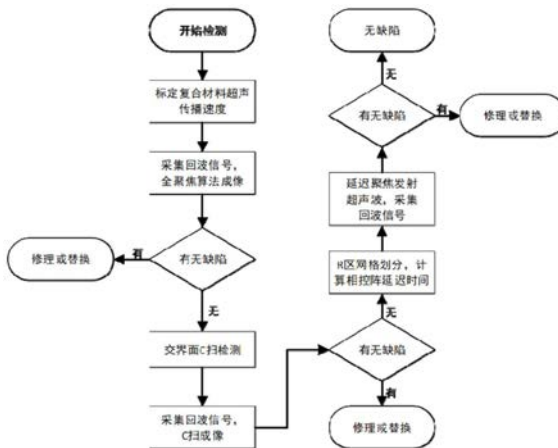 开始检测
标定复合材料超声
传播速度
采集回波信号，
全聚焦算法成像
有无缺陷
有
修理或替换
无
交界面C扫检测
采集回波信号，
C扫成像
有无缺陷
有
修理或替换
无
R区网格划分，计
算相控阵延迟时间
延迟聚焦发射
超声波，采集
回波信号
有无缺陷
有
修理或替换
无
无缺陷